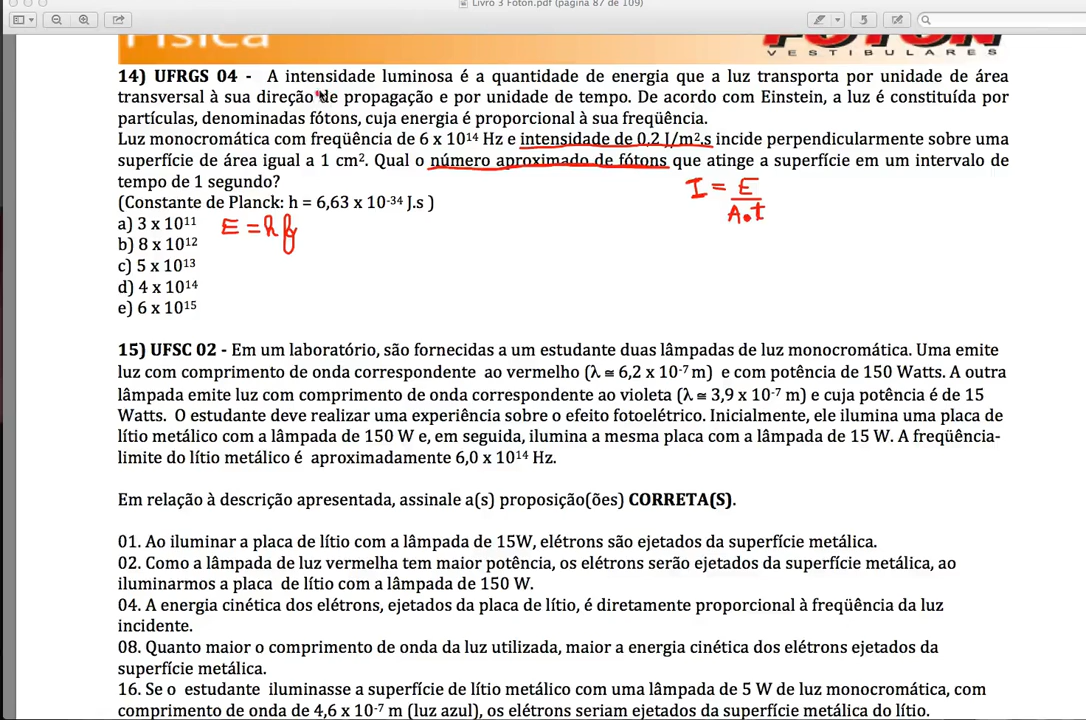 Livro 3 Foton.pdf (página 87 de 109)
Física FOTON
VESTIBULARES
14) UFRGS 04 - A intensidade luminosa é a quantidade de energia que a luz transporta por unidade de área
transversal à sua direção de propagação e por unidade de tempo. De acordo com Einstein, a luz é constituída por
partículas, denominadas fótons, cuja energia é proporcional à sua freqüência.
Luz monocromática com freqüência de 6 x 10¹⁴ Hz e intensidade de 0,2 J/m².s incide perpendicularmente sobre uma
superfície de área igual a 1 cm². Qual o número aproximado de fótons que atinge a superfície em um intervalo de
tempo de 1 segundo?
I = E / A.t
(Constante de Planck: h = 6,63 x 10⁻³⁴ J.s )
a) 3 x 10¹¹ E = hf
b) 8 x 10¹²
c) 5 x 10¹³
d) 4 x 10¹⁴
e) 6 x 10¹⁵
15) UFSC 02 - Em um laboratório, são fornecidas a um estudante duas lâmpadas de luz monocromática. Uma emite
luz com comprimento de onda correspondente ao vermelho (λ ≅ 6,2 x 10⁻⁷ m) e com potência de 150 Watts. A outra
lâmpada emite luz com comprimento de onda correspondente ao violeta (λ ≅ 3,9 x 10⁻⁷ m) e cuja potência é de 15
Watts. O estudante deve realizar uma experiência sobre o efeito fotoelétrico. Inicialmente, ele ilumina uma placa de
lítio metálico com a lâmpada de 150 W e, em seguida, ilumina a mesma placa com a lâmpada de 15 W. A freqüência-
limite do lítio metálico é aproximadamente 6,0 x 10¹⁴ Hz.
Em relação à descrição apresentada, assinale a(s) proposição(ões) CORRETA(S).
01. Ao iluminar a placa de lítio com a lâmpada de 15W, elétrons são ejetados da superfície metálica.
02. Como a lâmpada de luz vermelha tem maior potência, os elétrons serão ejetados da superfície metálica, ao
iluminarmos a placa de lítio com a lâmpada de 150 W.
04. A energia cinética dos elétrons, ejetados da placa de lítio, é diretamente proporcional à freqüência da luz
incidente.
08. Quanto maior o comprimento de onda da luz utilizada, maior a energia cinética dos elétrons ejetados da
superfície metálica.
16. Se o estudante iluminasse a superfície de lítio metálico com uma lâmpada de 5 W de luz monocromática, com
comprimento de onda de 4,6 x 10⁻⁷ m (luz azul), os elétrons seriam ejetados da superfície metálica do lítio.